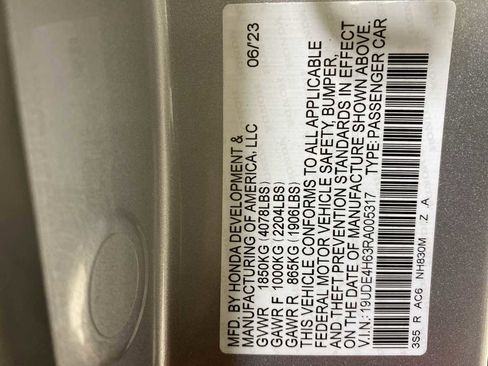 06/23
MFD. BY HONDA DEVELOPMENT &
MANUFACTURING OF AMERICA, LLC
GVWR 1850KG (4078LBS)
GAWR F 1000KG (2204LBS)
GAWR R 865KG (1906LBS)
THIS VEHICLE CONFORMS TO ALL APPLICABLE
FEDERAL MOTOR VEHICLE SAFETY, BUMPER,
AND THEFT PREVENTION STANDARDS IN EFFECT
ON THE DATE OF MANUFACTURE SHOWN ABOVE.
V.I.N.: 19UDE4H63RA005317 TYPE:PASSENGER CAR
3S5 R AC6 NH830M Z A